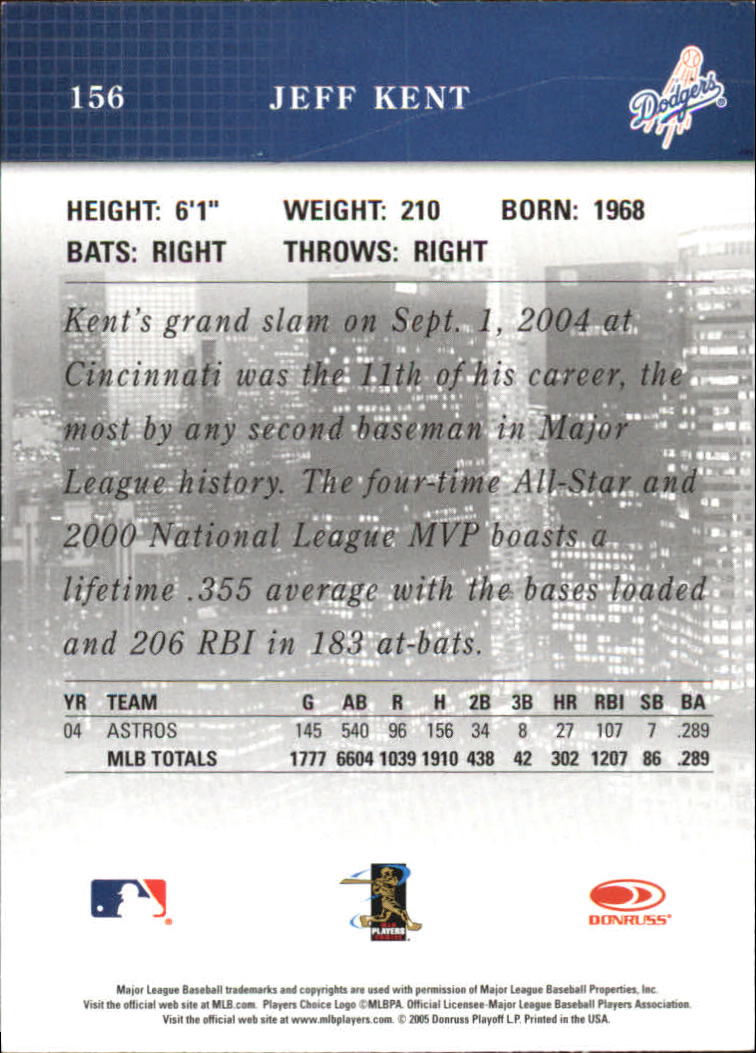 156 JEFF KENT Dodgers
HEIGHT: 6'1" WEIGHT: 210 BORN: 1968
BATS: RIGHT THROWS: RIGHT
Kent's grand slam on Sept. 1, 2004 at
Cincinnati was the 11th of his career, the
most by any second baseman in Major
League history. The four-time All-Star and
2000 National League MVP boasts a
lifetime .355 average with the bases loaded
and 206 RBI in 183 at-bats.
YR TEAM G AB R H 2B 3B HR RBI SB BA
04 ASTROS 145 540 96 156 34 8 27 107 7 .289
MLB TOTALS 1777 6604 1039 1910 438 42 302 1207 86 .289
PLAYERS
DONRUSS
Major League Baseball trademarks and copyrights are used with permission of Major League Baseball Properties, Inc.
Visit the official web site at MLB.com. Players Choice Logo ©MLBPA. Official Licensee-Major League Baseball Players Association.
Visit the official web site at www.mlbplayers.com. © 2005 Donruss Playoff L.P. Printed in the USA.